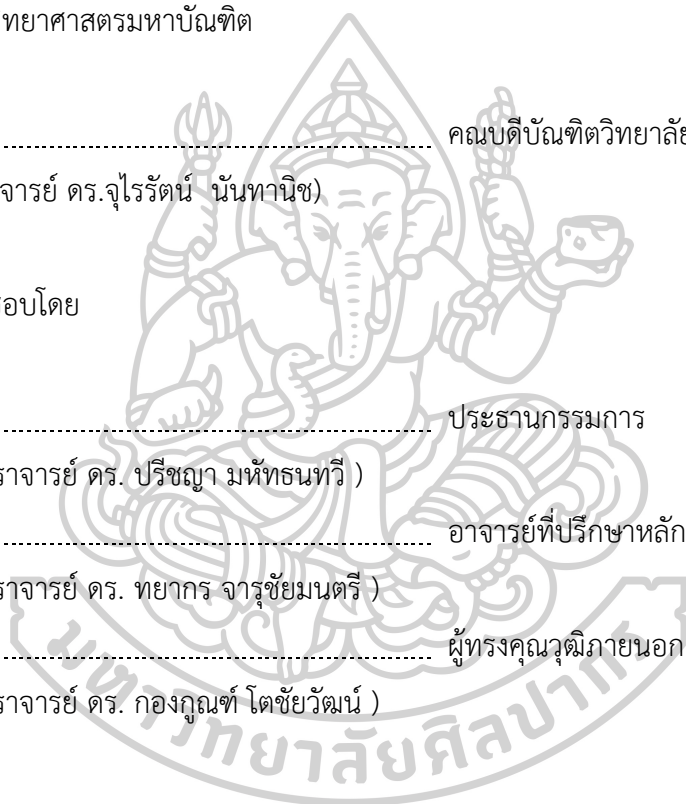 ทยาศาสตรมหาบัณฑิต
คณบดีบัณฑิตวิทยาลัย
จารย์ ดร.จุไรรัตน์ นันทานิช)
อบโดย
ประธานกรรมการ
ราจารย์ ดร. ปรีชญา มหัทธนทวี )
อาจารย์ที่ปรึกษาหลัก
ราจารย์ ดร. ทยากร จารุชัยมนตรี )
ผู้ทรงคุณวุฒิภายนอก
ราจารย์ ดร. กองกูณฑ์ โตชัยวัฒน์ )
มหาวิทยาลัยศิลปากร